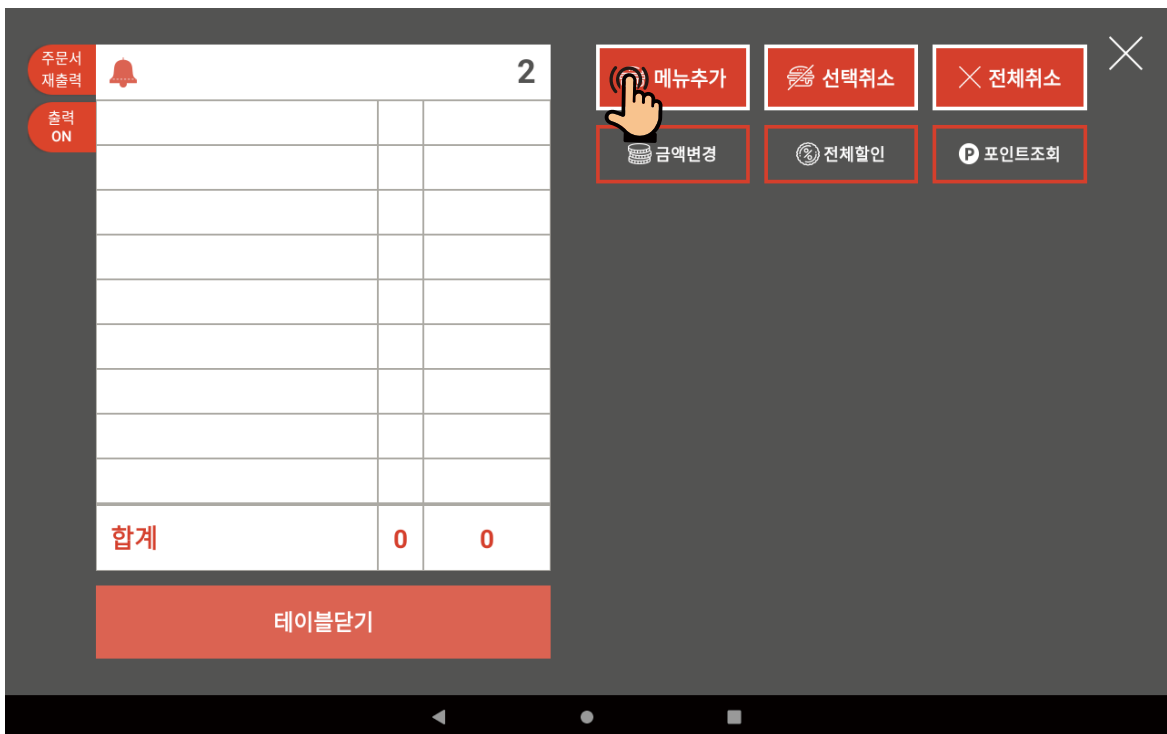 주문서
재출력
출력
ON
2
합계
0
0
테이블닫기
메뉴추가
선택취소
전체취소
금액변경
전체할인
P 포인트조회